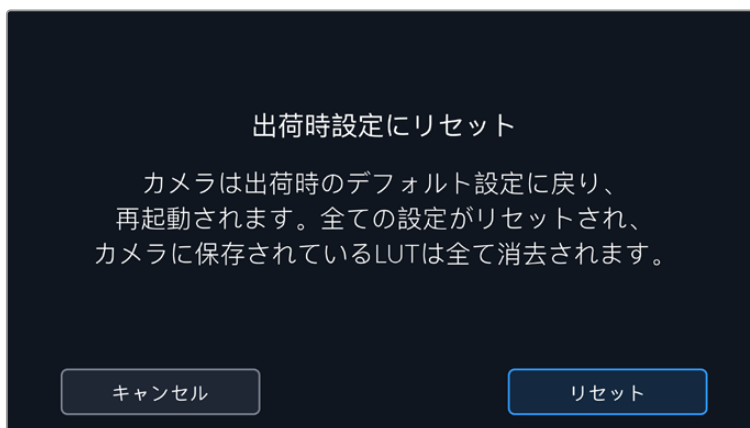 出荷時設定にリセット
カメラは出荷時のデフォルト設定に戻り、
再起動されます。全ての設定がリセットされ、
カメラに保存されているLUTは全て消去されます。
キャンセル
リセット